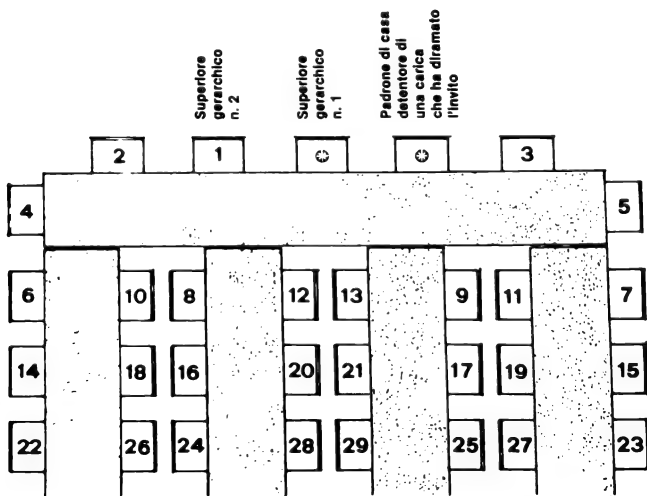 Superiore
gerarchico
n. 2
Superiore
gerarchico
n. 1
Padrone di casa
detentore di
una carica
che ha diramato
l'invito
2 1 3
4 5
6 10 8 12 13 9 11 7
14 18 16 20 21 17 19 15
22 26 24 28 29 25 27 23